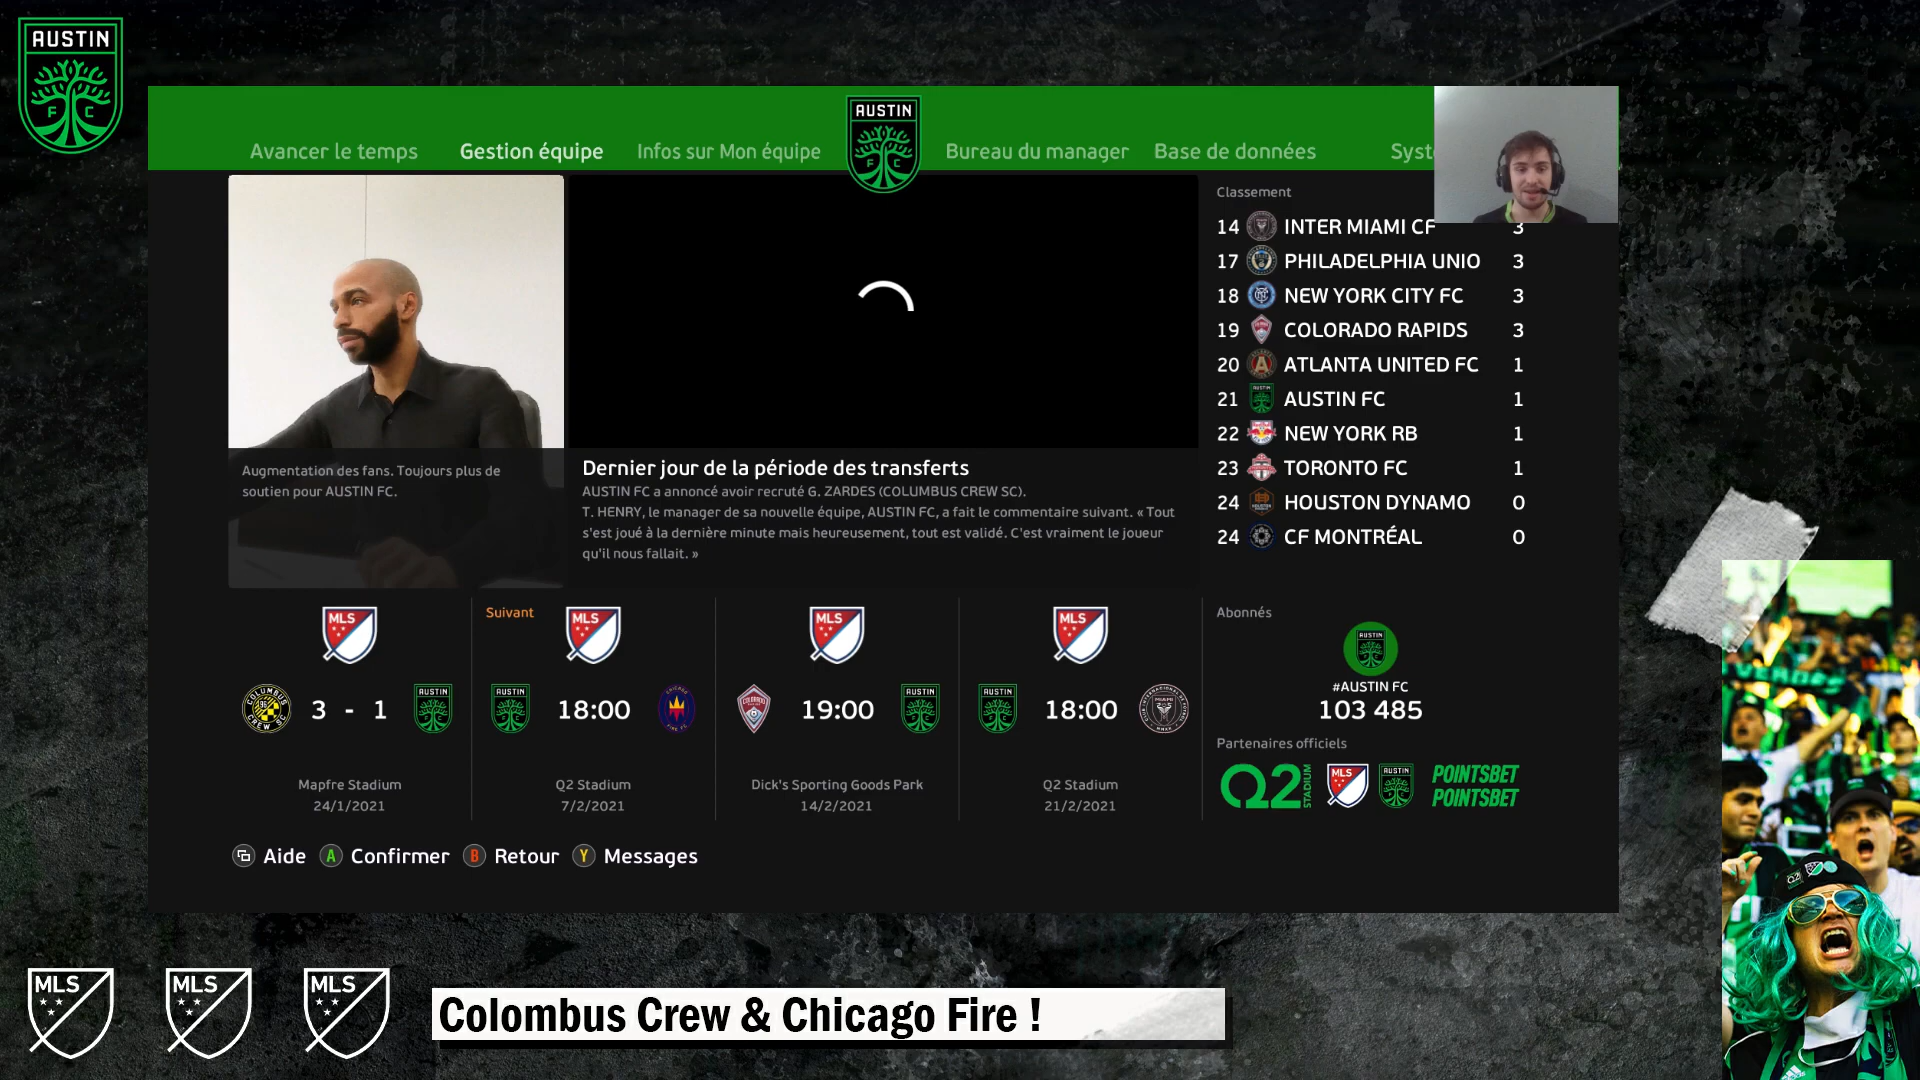 AUSTIN
FC
Avancer le temps
Gestion équipe
Infos sur Mon équipe
AUSTIN
FC
Bureau du manager
Base de données
Syst
Classement
14 INTER MIAMI CF 3
17 PHILADELPHIA UNIO 3
18 NEW YORK CITY FC 3
19 COLORADO RAPIDS 3
20 ATLANTA UNITED FC 1
21 AUSTIN FC 1
22 NEW YORK RB 1
23 TORONTO FC 1
24 HOUSTON DYNAMO 0
24 CF MONTRÉAL 0
Augmentation des fans. Toujours plus de
soutien pour AUSTIN FC.
Dernier jour de la période des transferts
AUSTIN FC a annoncé avoir recruté G. ZARDES (COLUMBUS CREW SC).
T. HENRY, le manager de sa nouvelle équipe, AUSTIN FC, a fait le commentaire suivant. « Tout
s'est joué à la dernière minute mais heureusement, tout est validé. C'est vraiment le joueur
qu'il nous fallait. »
MLS
3 - 1
AUSTIN
Mapfre Stadium
24/1/2021
Suivant
MLS
AUSTIN
18:00
Q2 Stadium
7/2/2021
MLS
19:00
AUSTIN
Dick's Sporting Goods Park
14/2/2021
MLS
AUSTIN
18:00
Q2 Stadium
21/2/2021
Abonnés
AUSTIN
#AUSTIN FC
103 485
Partenaires officiels
Q2 STADIUM
MLS
AUSTIN
POINTSBET
POINTSBET
Aide
A Confirmer
B Retour
Y Messages
MLS
MLS
MLS
Colombus Crew & Chicago Fire !